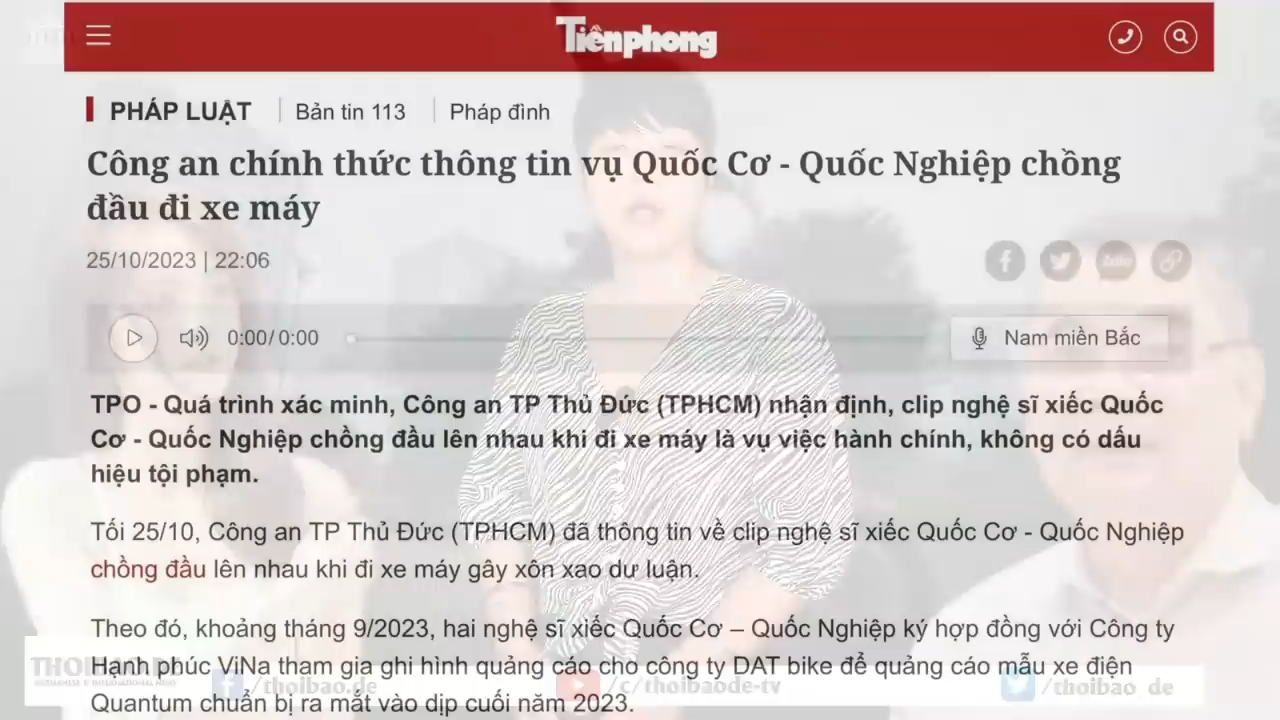 Tiềnphong
PHÁP LUẬT Bản tin 113 Pháp đình
Công an chính thức thông tin vụ Quốc Cơ - Quốc Nghiệp chồng
đầu đi xe máy
25/10/2023 | 22:06
Zalo
0:00/ 0:00
Nam miền Bắc
TPO - Quá trình xác minh, Công an TP Thủ Đức (TPHCM) nhận định, clip nghệ sĩ xiếc Quốc
Cơ - Quốc Nghiệp chồng đầu lên nhau khi đi xe máy là vụ việc hành chính, không có dấu
hiệu tội phạm.
Tối 25/10, Công an TP Thủ Đức (TPHCM) đã thông tin về clip nghệ sĩ xiếc Quốc Cơ - Quốc Nghiệp
chồng đầu lên nhau khi đi xe máy gây xôn xao dư luận.
Theo đó, khoảng tháng 9/2023, hai nghệ sĩ xiếc Quốc Cơ – Quốc Nghiệp ký hợp đồng với Công ty
Hạnh phúc ViNa tham gia ghi hình quảng cáo cho công ty DAT bike để quảng cáo mẫu xe điện
Quantum chuẩn bị ra mắt vào dịp cuối năm 2023.
THOIBAO.DE
VIETNAMESE & INTERNATIONAL NEWS
/thoibao.de
/c/thoibaode-tv
/thoibao_de